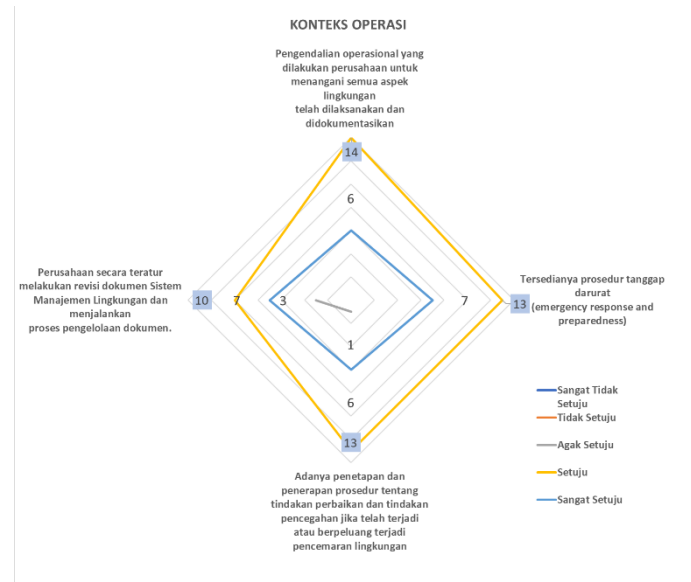 KONTEKS OPERASI
Pengendalian operasional yang
dilakukan perusahaan untuk
menangani semua aspek
lingkungan
telah dilaksanakan dan
didokumentasikan
14
6
Perusahaan secara teratur
melakukan revisi dokumen Sistem
Manajemen Lingkungan dan
menjalankan
proses pengelolaan dokumen.
10
7
3
7
13
Tersedianya prosedur tanggap
darurat
(emergency response and
preparedness)
1
6
13
Adanya penetapan dan
penerapan prosedur tentang
tindakan perbaikan dan tindakan
pencegahan jika telah terjadi
atau berpeluang terjadi
pencemaran lingkungan
Sangat Tidak
Setuju
Tidak Setuju
Agak Setuju
Setuju
Sangat Setuju